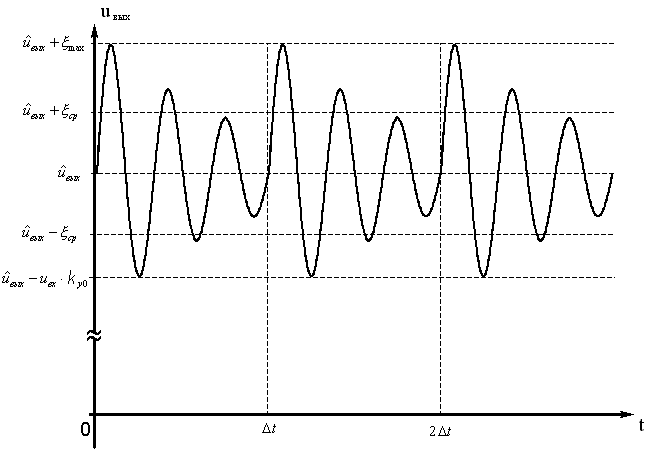 u вых
û вых + ξ max
û вых + ξ ср
û вых
û вых − ξ ср
û вых − u вх · k у0
0
Δt
2Δt
t